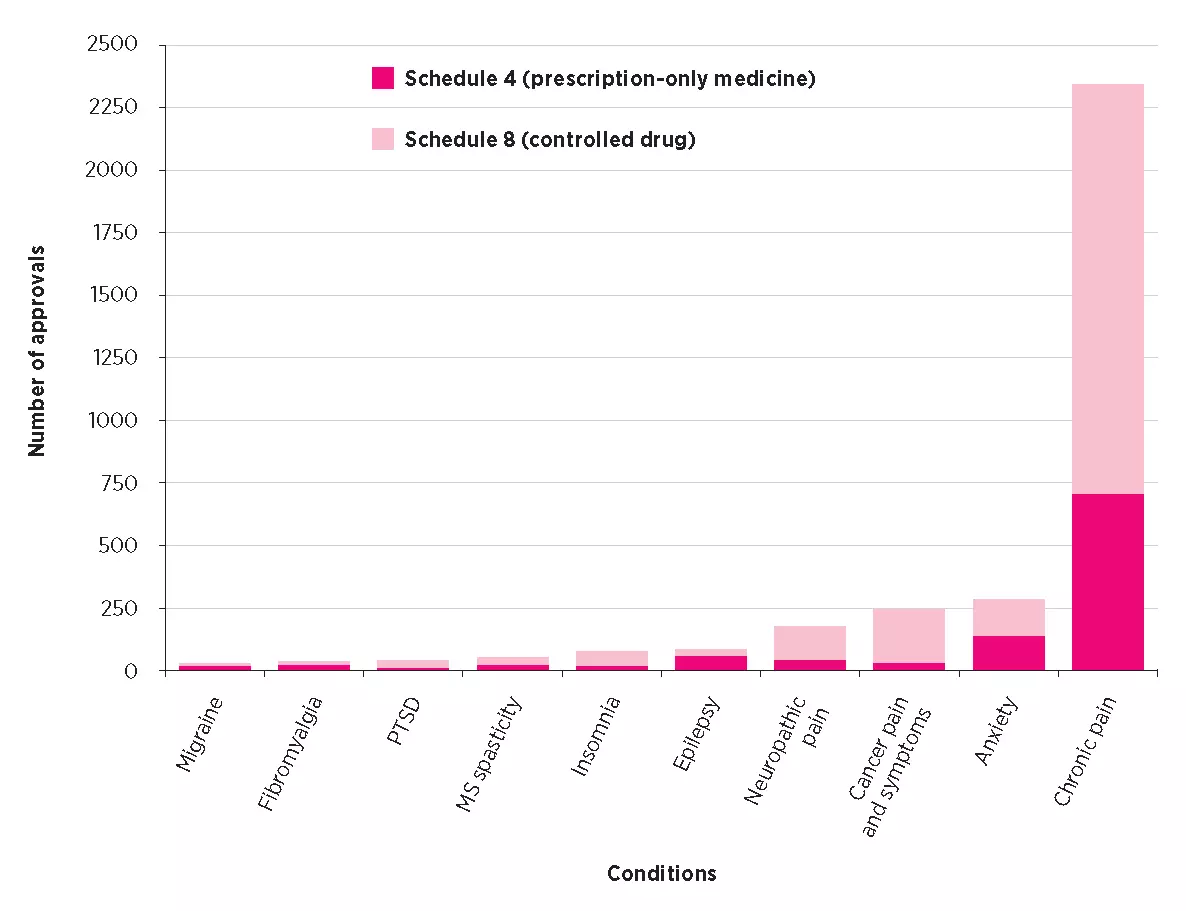 2500
2250
2000
1750
1500
1250
1000
750
500
250
0
Number of approvals
Schedule 4 (prescription-only medicine)
Schedule 8 (controlled drug)
Migraine
Fibromyalgia
PTSD
MS spasticity
Insomnia
Epilepsy
Neuropathic
pain
Cancer pain
and symptoms
Anxiety
Chronic pain
Conditions